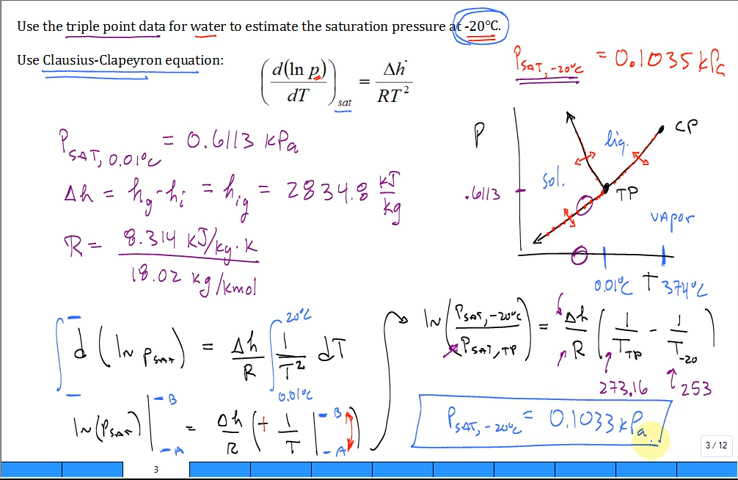 Use the triple point data for water to estimate the saturation pressure at -20°C.
Use Clausius-Clapeyron equation:
(d(ln p)/dT)sat = Δh/RT²
PSAT,-20°C = 0.1035 kPa
PSAT,0.01°C = 0.6113 kPa
Δh = hg-hi = hig = 2834.8 kJ/kg
R = 8.314 kJ/kg·K / 18.02 kg/kmol
P
CP
liq.
sol.
TP
.6113
VAPOR
0.01°C T 374°C
∫ d(ln PSAT) = Δh/R ∫ 1/T² dT
20°C
0.01°C
ln(PSAT) | -B -A = Δh/R (+ 1/T | -B -A)
ln(PSAT,-20°C / PSAT,TP) = Δh/R (1/TTP - 1/T-20)
273.16 253
PSAT,-20°C = 0.1033 kPa
3/12
3